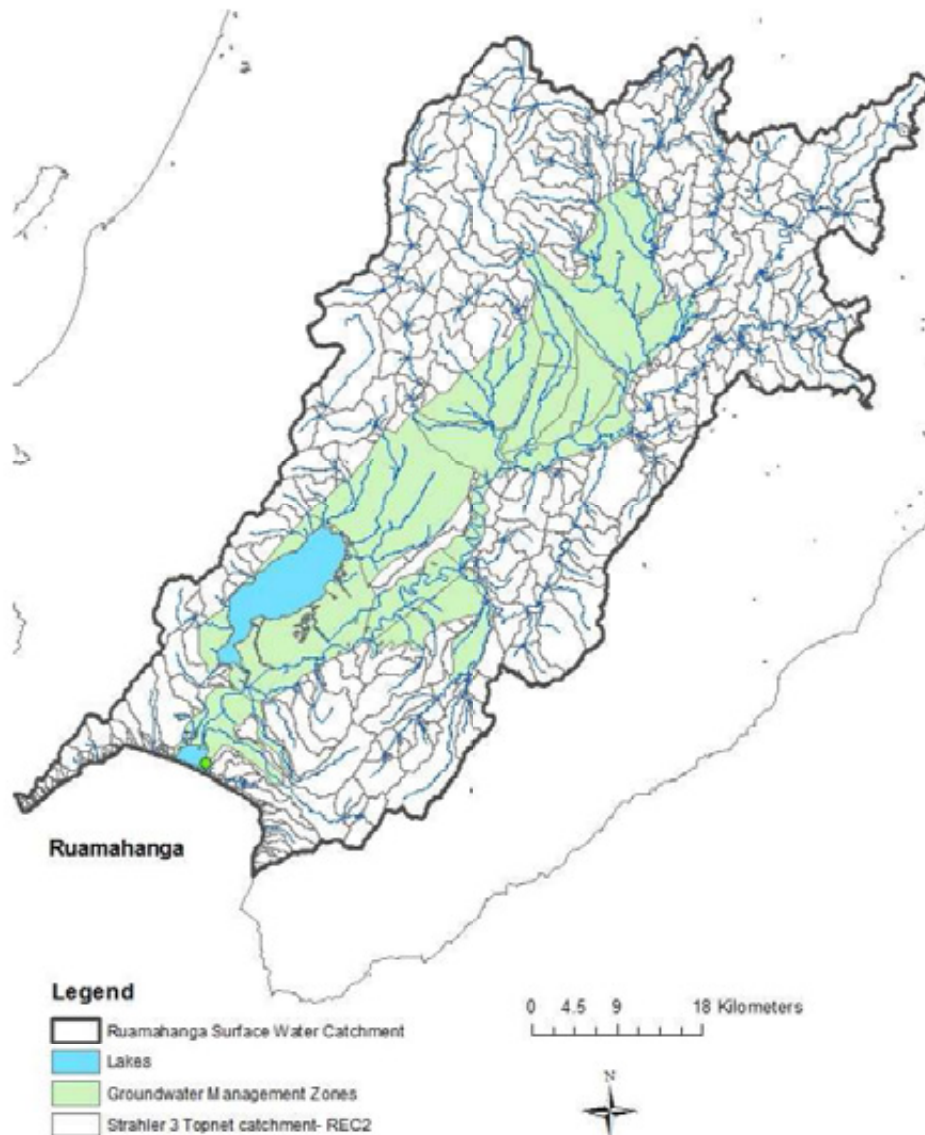 Ruamahanga
Legend
Ruamahanga Surface Water Catchment
Lakes
Groundwater Management Zones
Strahler 3 Topnet catchment- REC2
0 4.5 9 18 Kilometers
N